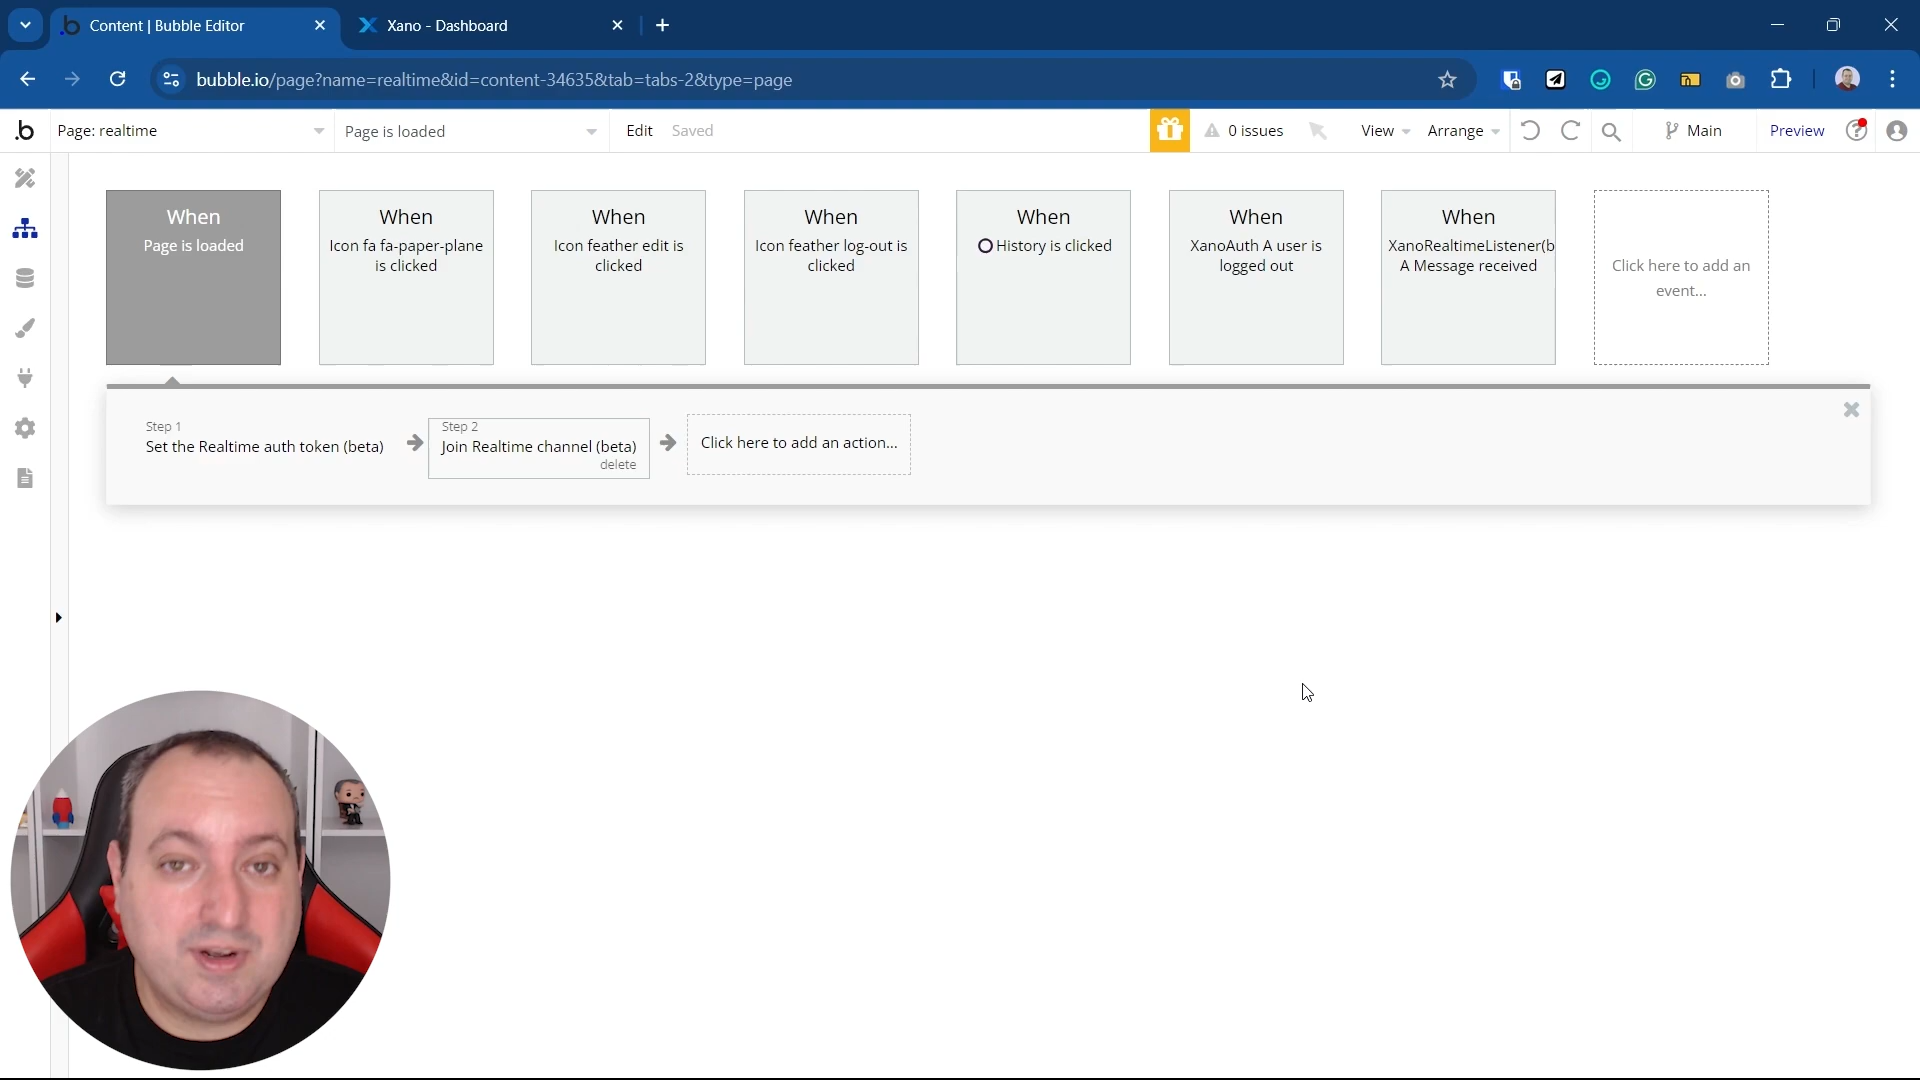 Content | Bubble Editor
Xano - Dashboard
bubble.io/page?name=realtime&id=content-34635&tab=tabs-2&type=page
Page: realtime
Page is loaded
Edit
Saved
0 issues
View
Arrange
Main
Preview
When
Page is loaded
When
Icon fa fa-paper-plane
is clicked
When
Icon feather edit is
clicked
When
Icon feather log-out is
clicked
When
History is clicked
When
XanoAuth A user is
logged out
When
XanoRealtimeListener(b
A Message received
Click here to add an
event...
Step 1
Set the Realtime auth token (beta)
Step 2
Join Realtime channel (beta)
delete
Click here to add an action...